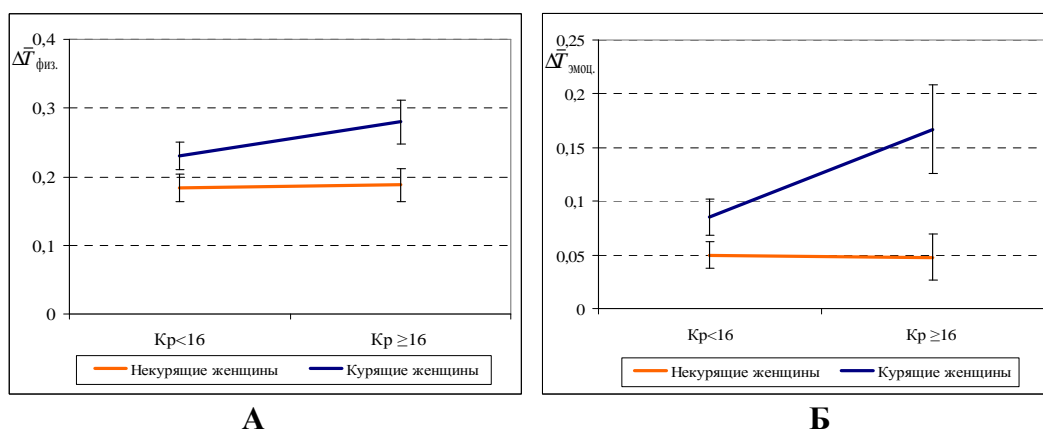 0,4
ΔT̅физ.
0,3
0,2
0,1
0
Кр<16
Кр ≥16
Некурящие женщины
Курящие женщины
А
0,25
ΔT̅эмоц.
0,2
0,15
0,1
0,05
0
Кр<16
Кр ≥16
Некурящие женщины
Курящие женщины
Б